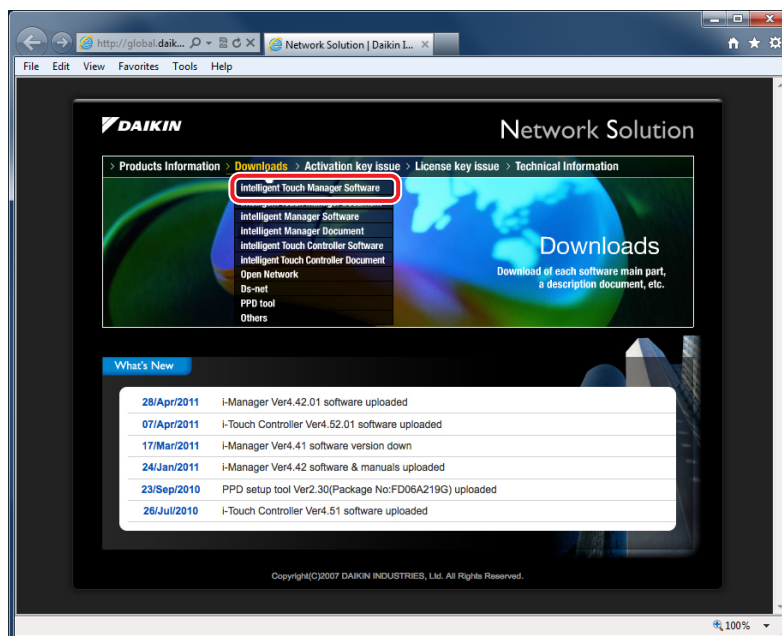 http://global.daik...
Network Solution | Daikin I...
File Edit View Favorites Tools Help
DAIKIN
Network Solution
> Products Information > Downloads > Activation key issue > License key issue > Technical Information
intelligent Touch Manager Software
intelligent Manager Software
intelligent Manager Document
intelligent Touch Controller Software
intelligent Touch Controller Document
Open Network
Ds-net
PPD tool
Others
Downloads
Download of each software main part,
a description document, etc.
What's New
28/Apr/2011 i-Manager Ver4.42.01 software uploaded
07/Apr/2011 i-Touch Controller Ver4.52.01 software uploaded
17/Mar/2011 i-Manager Ver4.41 software version down
24/Jan/2011 i-Manager Ver4.42 software & manuals uploaded
23/Sep/2010 PPD setup tool Ver2.30(Package No:FD06A219G) uploaded
26/Jul/2010 i-Touch Controller Ver4.51 software uploaded
Copyright(C)2007 DAIKIN INDUSTRIES, Ltd. All Rights Reserved.
100%